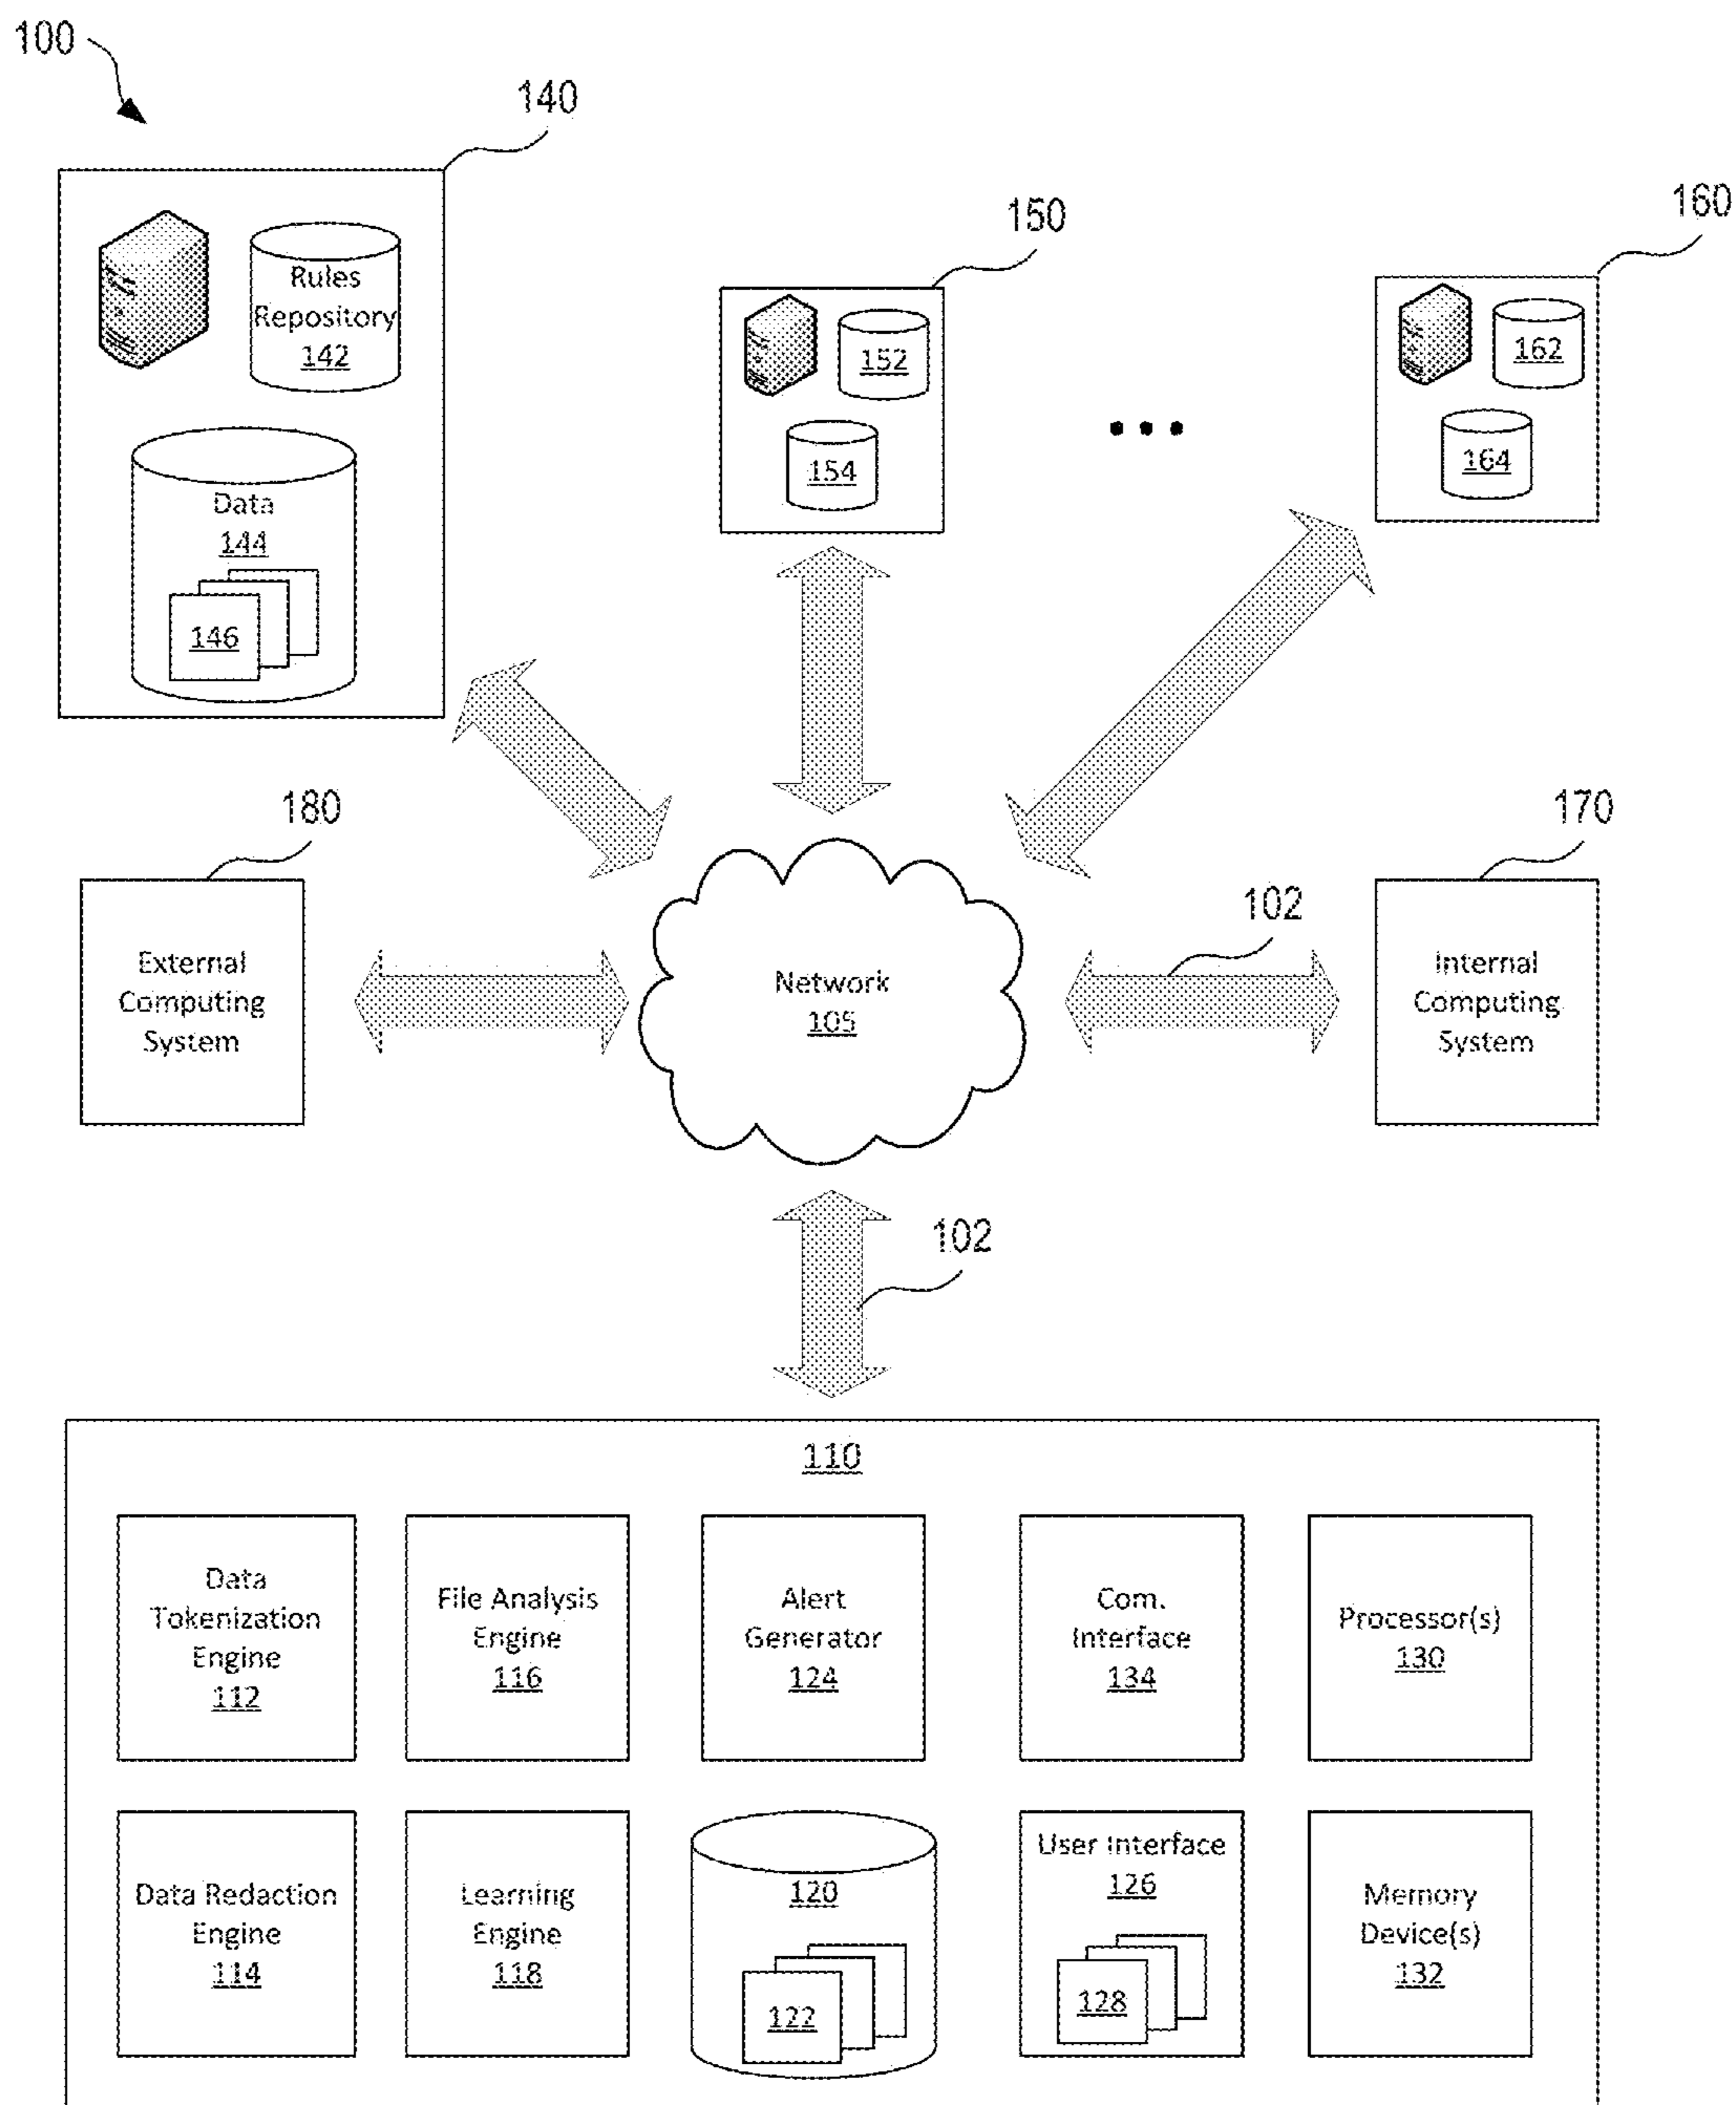 100
140
150
160
Rules
Repository
142
152
162
154
164
Data
144
146
180
170
102
External
Computing
System
Network
105
Internal
Computing
System
102
110
Data
Tokenization
Engine
112
File Analysis
Engine
116
Alert
Generator
124
Com.
Interface
134
Processor(s)
130
Data Redaction
Engine
114
Learning
Engine
118
120
122
User Interface
126
128
Memory
Device(s)
132